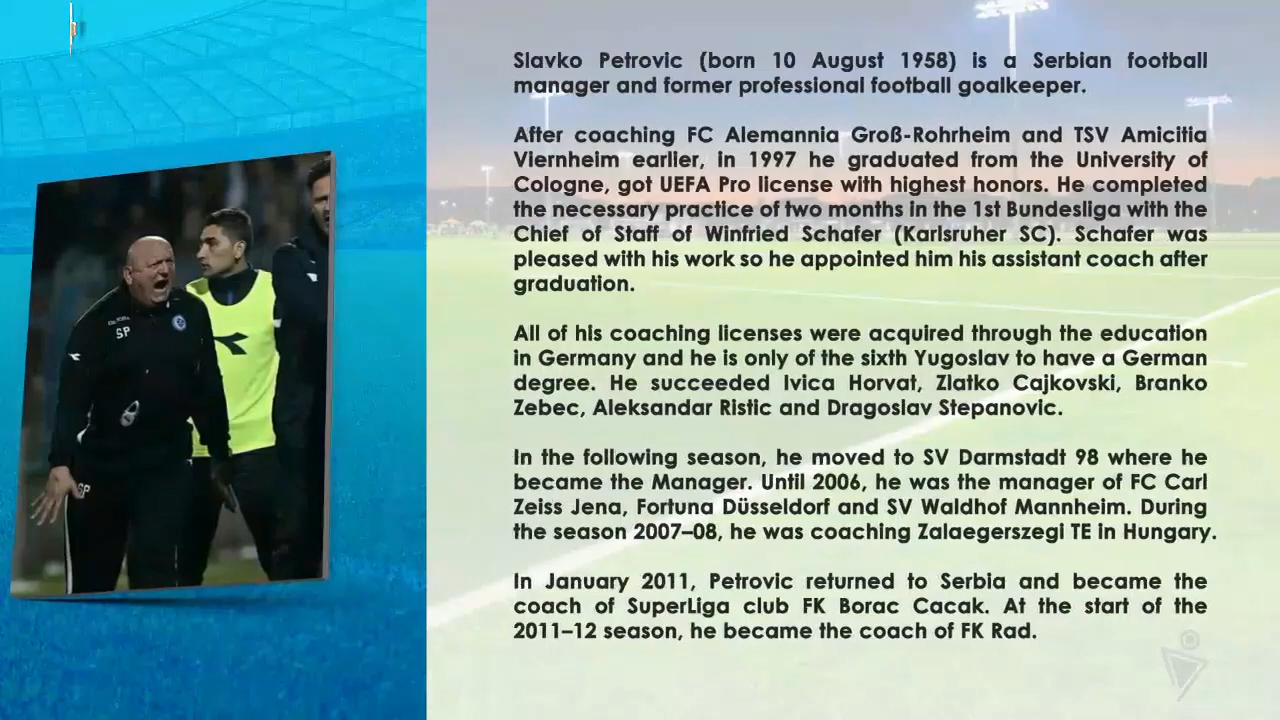 Slavko Petrovic (born 10 August 1958) is a Serbian football
manager and former professional football goalkeeper.
After coaching FC Alemannia Groß-Rohrheim and TSV Amicitia
Viernheim earlier, in 1997 he graduated from the University of
Cologne, got UEFA Pro license with highest honors. He completed
the necessary practice of two months in the 1st Bundesliga with the
Chief of Staff of Winfried Schafer (Karlsruher SC). Schafer was
pleased with his work so he appointed him his assistant coach after
graduation.
All of his coaching licenses were acquired through the education
in Germany and he is only of the sixth Yugoslav to have a German
degree. He succeeded Ivica Horvat, Zlatko Cajkovski, Branko
Zebec, Aleksandar Ristic and Dragoslav Stepanovic.
In the following season, he moved to SV Darmstadt 98 where he
became the Manager. Until 2006, he was the manager of FC Carl
Zeiss Jena, Fortuna Düsseldorf and SV Waldhof Mannheim. During
the season 2007–08, he was coaching Zalaegerszegi TE in Hungary.
In January 2011, Petrovic returned to Serbia and became the
coach of SuperLiga club FK Borac Cacak. At the start of the
2011–12 season, he became the coach of FK Rad.
SP
SP